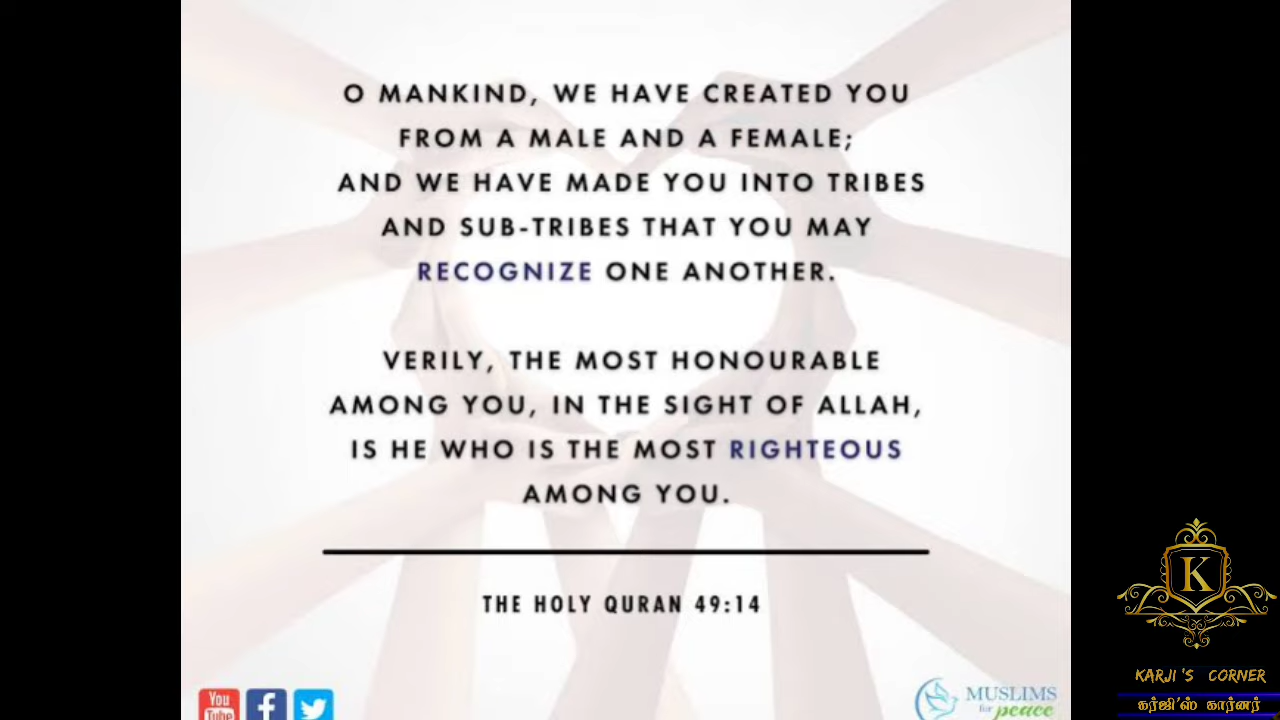 O MANKIND, WE HAVE CREATED YOU
FROM A MALE AND A FEMALE;
AND WE HAVE MADE YOU INTO TRIBES
AND SUB-TRIBES THAT YOU MAY
RECOGNIZE ONE ANOTHER.
VERILY, THE MOST HONOURABLE
AMONG YOU, IN THE SIGHT OF ALLAH,
IS HE WHO IS THE MOST RIGHTEOUS
AMONG YOU.
THE HOLY QURAN 49:14
You
Tube
f
MUSLIMS
for peace
K
KARJI'S CORNER
கர்ஜி'ஸ் கார்னர்